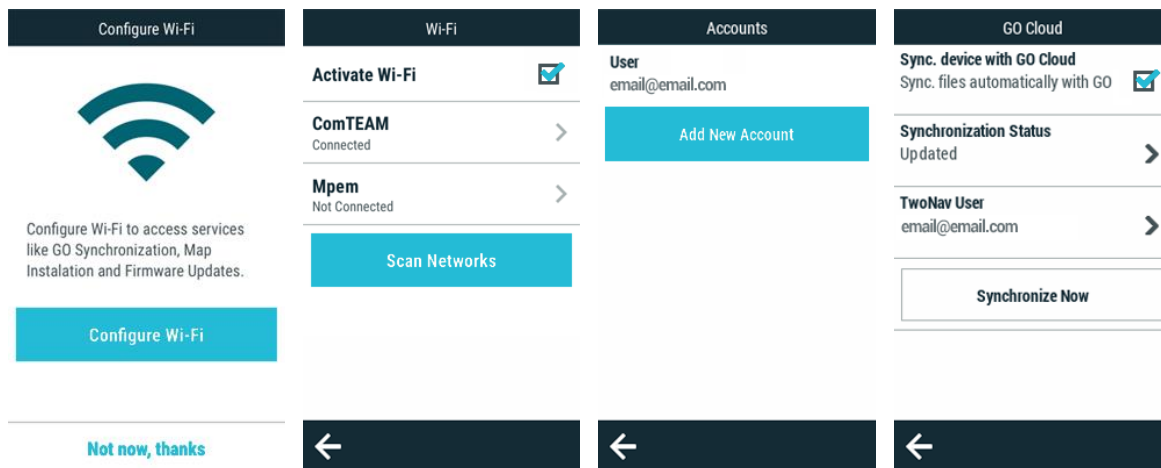 Configure Wi-Fi
Configure Wi-Fi to access services
like GO Synchronization, Map
Instalation and Firmware Updates.
Configure Wi-Fi
Not now, thanks
Wi-Fi
Activate Wi-Fi
ComTEAM
Connected
Mpem
Not Connected
Scan Networks
Accounts
User
email@email.com
Add New Account
GO Cloud
Sync. device with GO Cloud
Sync. files automatically with GO
Synchronization Status
Updated
TwoNav User
email@email.com
Synchronize Now